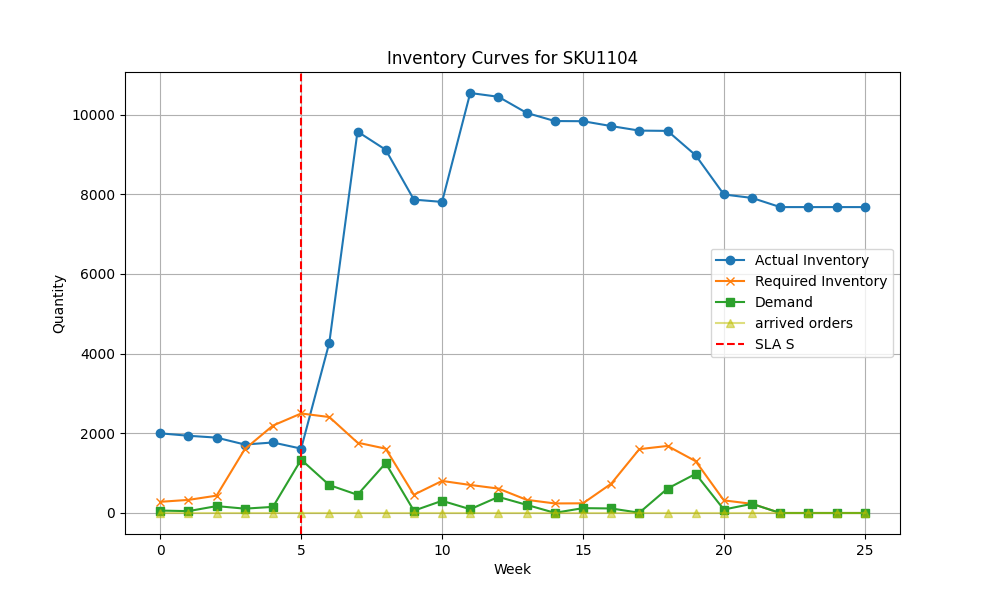 Inventory Curves for SKU1104
Quantity
10000
8000
6000
4000
2000
0
Actual Inventory
Required Inventory
Demand
arrived orders
SLA S
0 5 10 15 20 25
Week